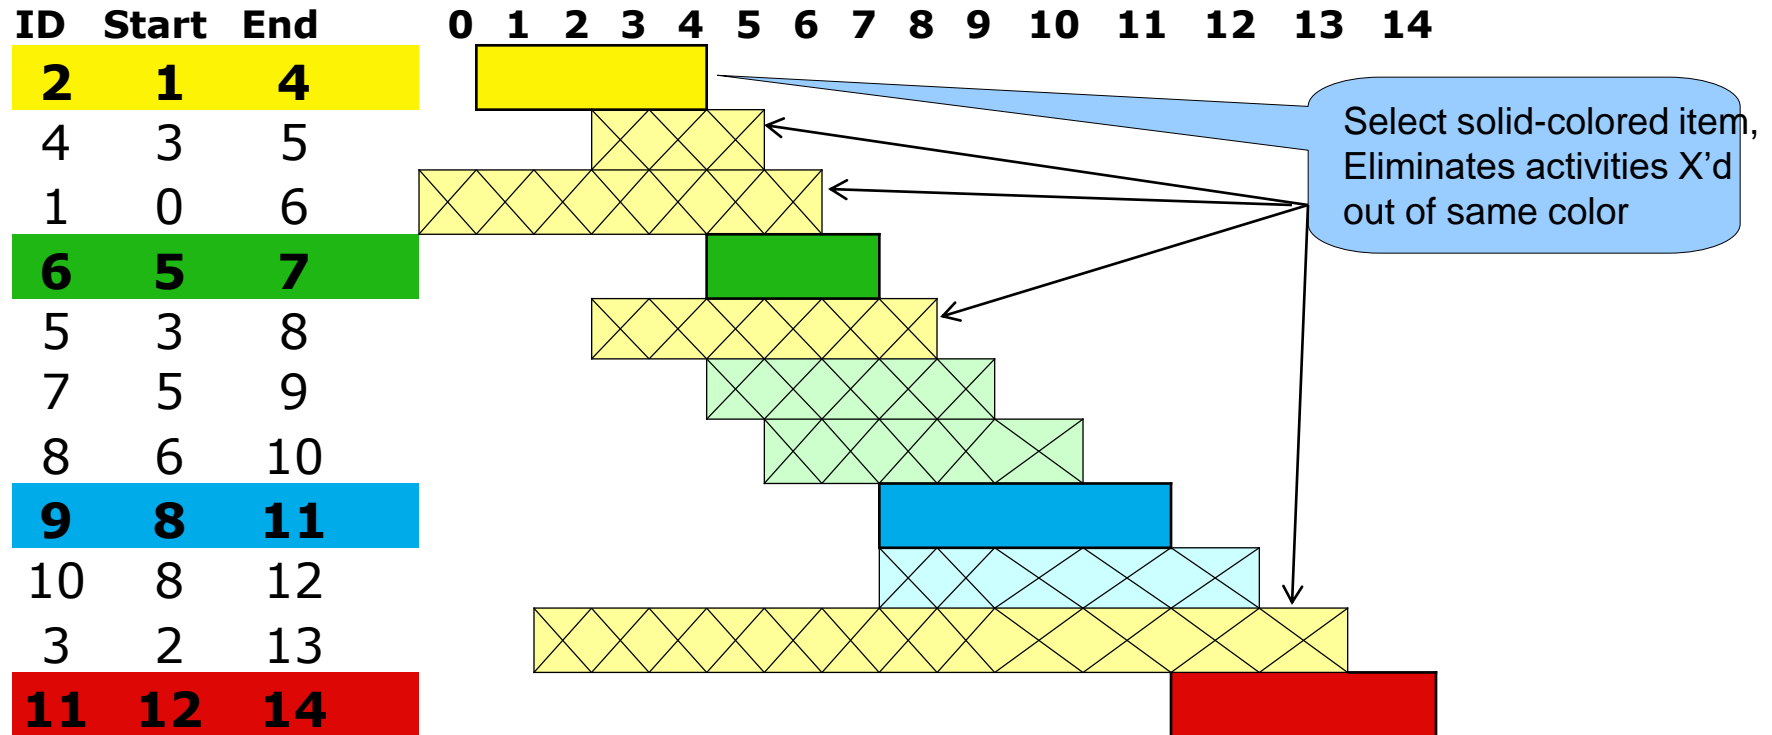 ID Start End 0 1 2 3 4 5 6 7 8 9 10 11 12 13 14
2 1 4
4 3 5
1 0 6
6 5 7
5 3 8
7 5 9
8 6 10
9 8 11
10 8 12
3 2 13
11 12 14
Select solid-colored item,
Eliminates activities X’d
out of same color